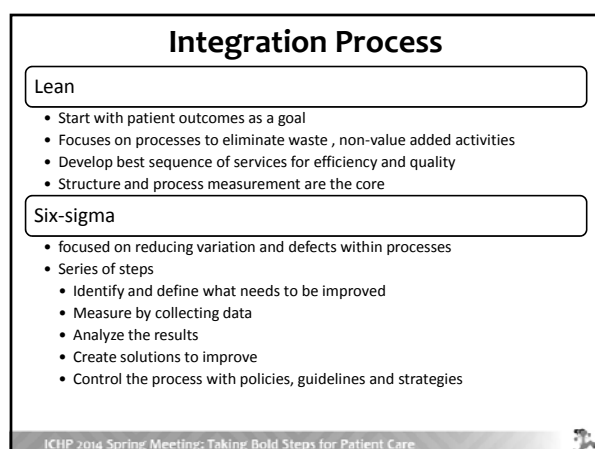 Integration Process
Lean
• Start with patient outcomes as a goal
• Focuses on processes to eliminate waste , non-value added activities
• Develop best sequence of services for efficiency and quality
• Structure and process measurement are the core
Six-sigma
• focused on reducing variation and defects within processes
• Series of steps
• Identify and define what needs to be improved
• Measure by collecting data
• Analyze the results
• Create solutions to improve
• Control the process with policies, guidelines and strategies
ICHP 2014 Spring Meeting: Taking Bold Steps for Patient Care